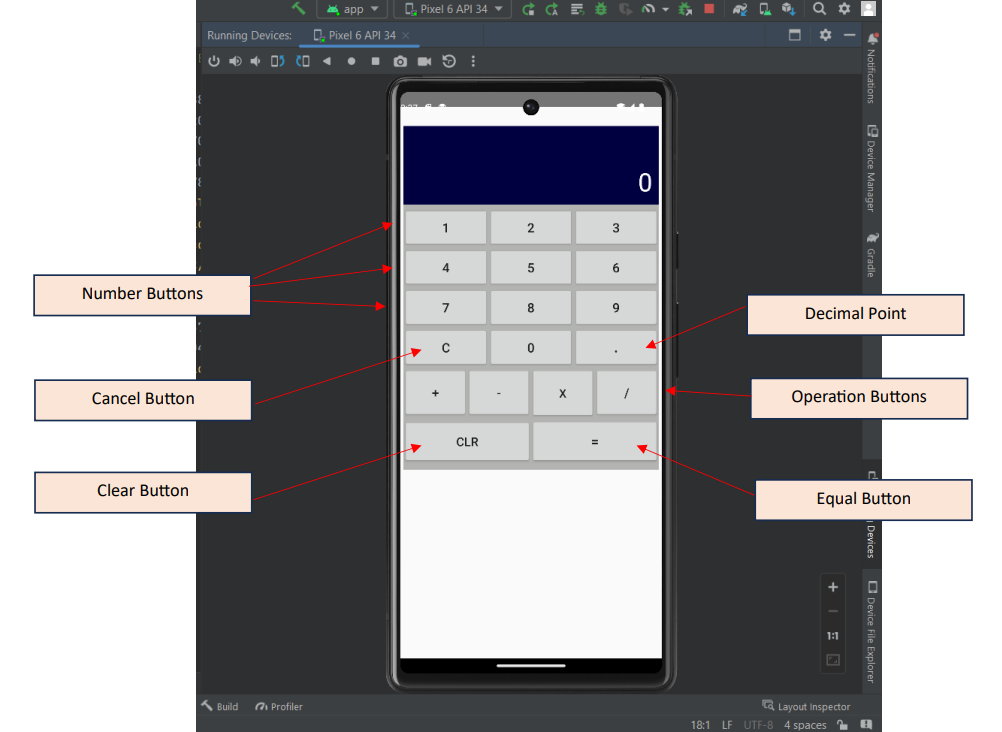 app
Pixel 6 API 34
Running Devices:
Pixel 6 API 34
Notifications
Device Manager
Gradle
0
1 2 3
4 5 6
7 8 9
C 0 .
+ - X /
CLR =
Number Buttons
Cancel Button
Clear Button
Decimal Point
Operation Buttons
Equal Button
Devices
Device File Explorer
1:1
Build
Profiler
Layout Inspector
18:1 LF UTF-8 4 spaces